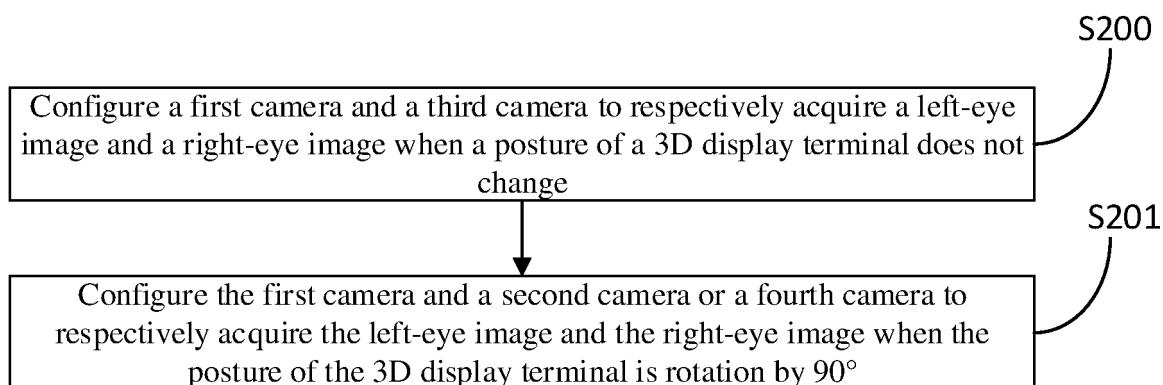 S200
Configure a first camera and a third camera to respectively acquire a left-eye
image and a right-eye image when a posture of a 3D display terminal does not
change
S201
Configure the first camera and a second camera or a fourth camera to
respectively acquire the left-eye image and the right-eye image when the
posture of the 3D display terminal is rotation by 90°